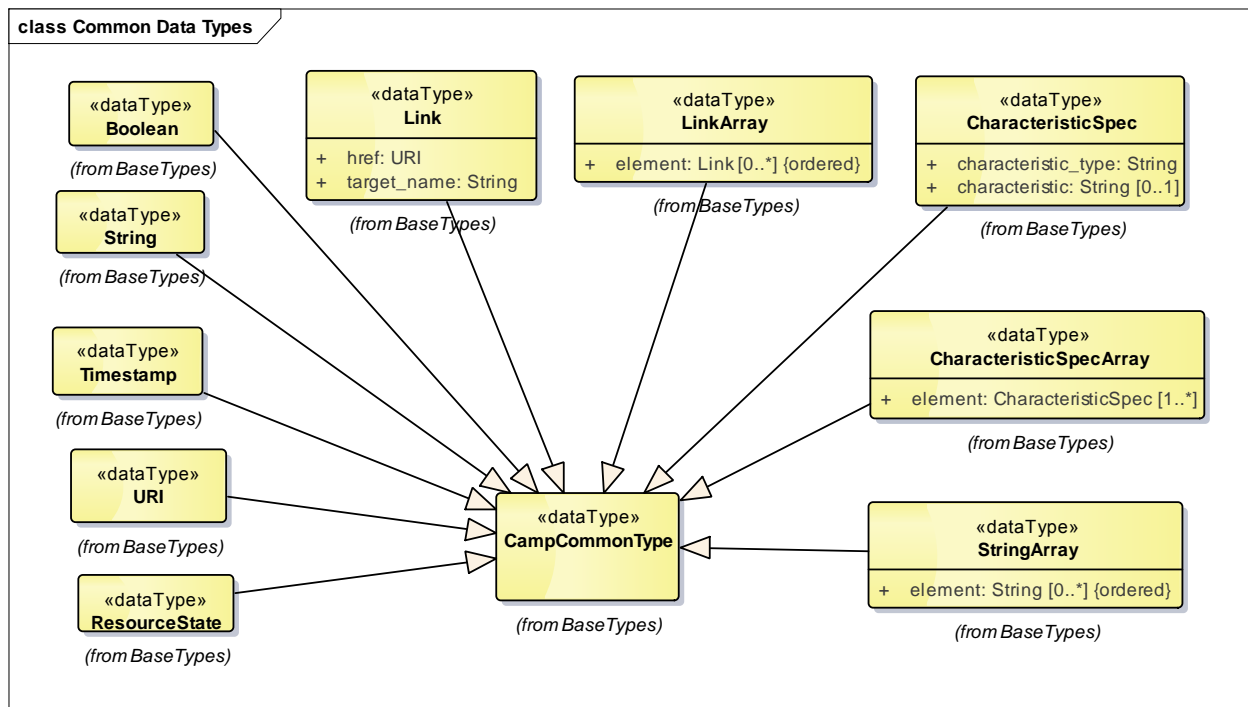 class Common Data Types
«dataType»
Boolean
(from BaseTypes)
«dataType»
Link
+ href: URI
+ target_name: String
(from BaseTypes)
«dataType»
LinkArray
+ element: Link [0..*] {ordered}
(from BaseTypes)
«dataType»
CharacteristicSpec
+ characteristic_type: String
+ characteristic: String [0..1]
(from BaseTypes)
«dataType»
String
(from BaseTypes)
«dataType»
Timestamp
(from BaseTypes)
«dataType»
CharacteristicSpecArray
+ element: CharacteristicSpec [1..*]
(from BaseTypes)
«dataType»
URI
(from BaseTypes)
«dataType»
CampCommonType
(from BaseTypes)
«dataType»
StringArray
+ element: String [0..*] {ordered}
(from BaseTypes)
«dataType»
ResourceState
(from BaseTypes)